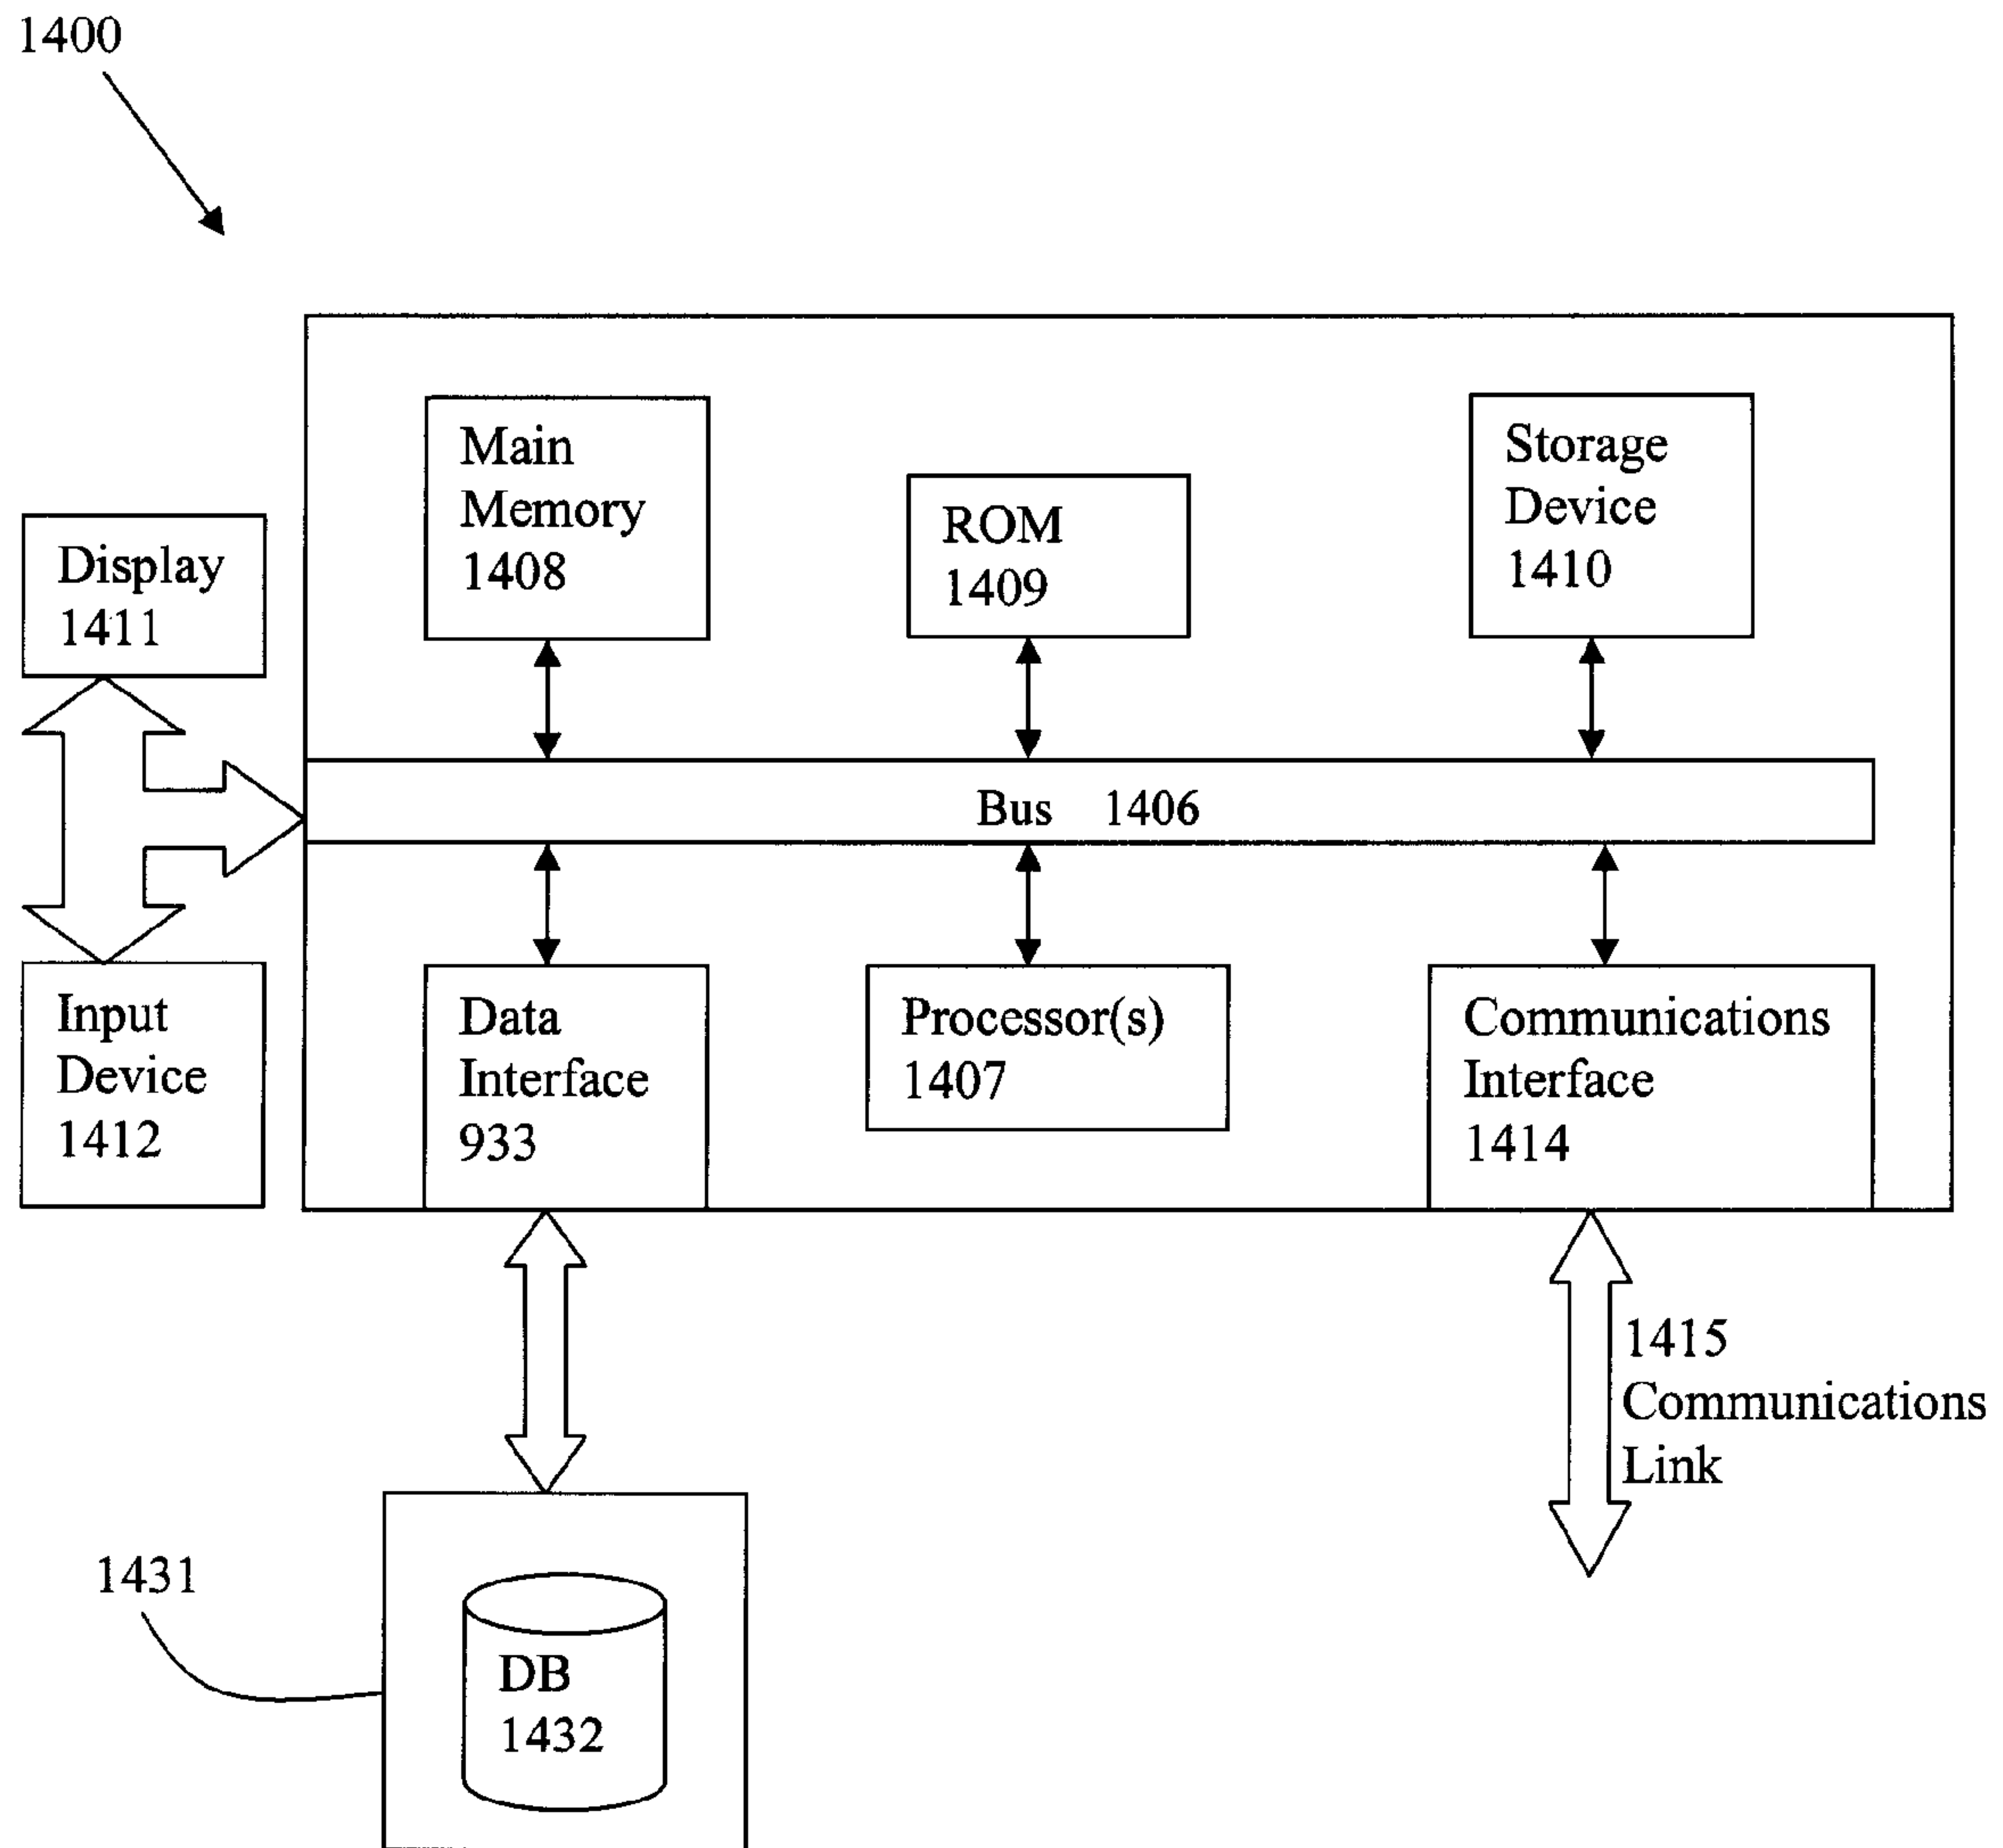 1400
Main
Memory
1408
ROM
1409
Storage
Device
1410
Display
1411
Bus 1406
Input
Device
1412
Data
Interface
933
Processor(s)
1407
Communications
Interface
1414
1415
Communications
Link
1431
DB
1432